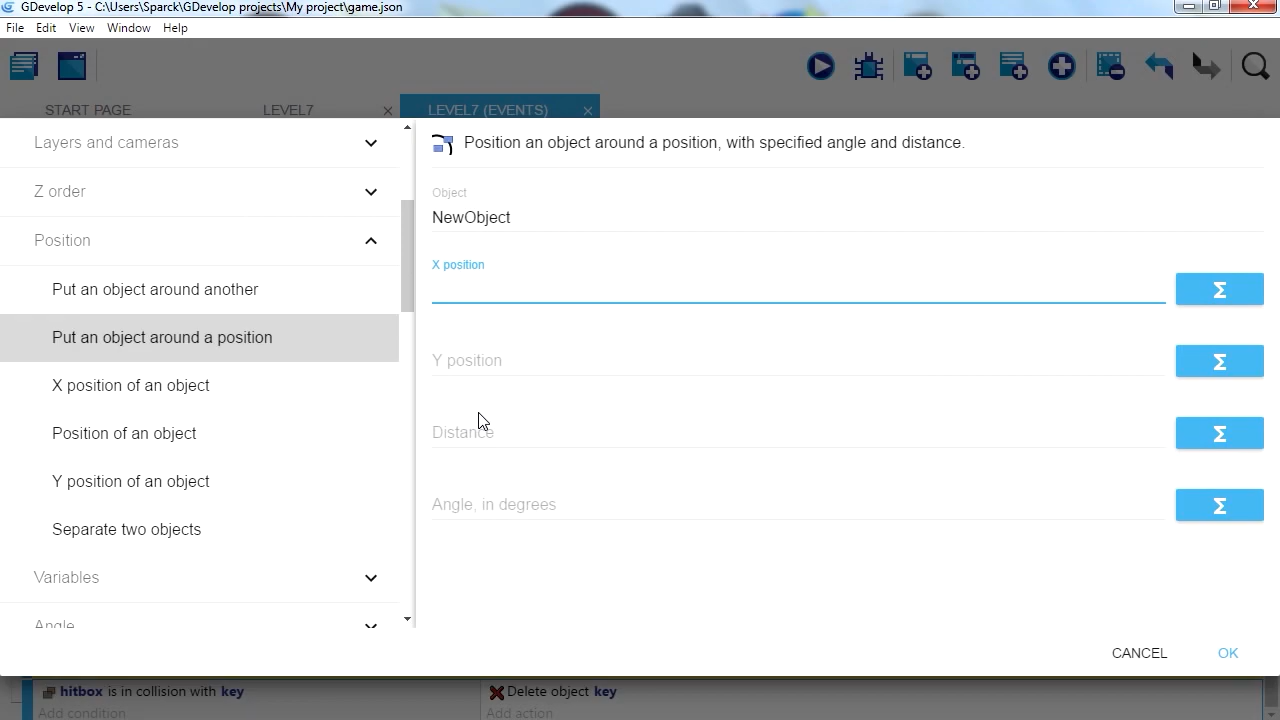 GDevelop 5 - C:\Users\Sparck\GDevelop projects\My project\game.json
File Edit View Window Help
START PAGE LEVEL7 LEVEL7 (EVENTS)
Layers and cameras
Z order
Position
Put an object around another
Put an object around a position
X position of an object
Position of an object
Y position of an object
Separate two objects
Variables
Angle
Position an object around a position, with specified angle and distance.
Object
NewObject
X position
Σ
Y position
Σ
Distance
Σ
Angle, in degrees
Σ
CANCEL OK
hitbox is in collision with key
Add condition...
Delete object key
Add action